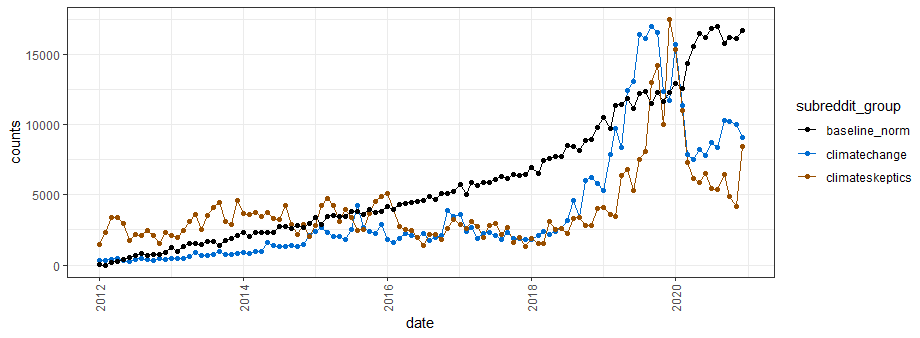 15000
10000
5000
0
counts
2012
2014
2016
2018
2020
date
subreddit_group
baseline_norm
climatechange
climateskeptics